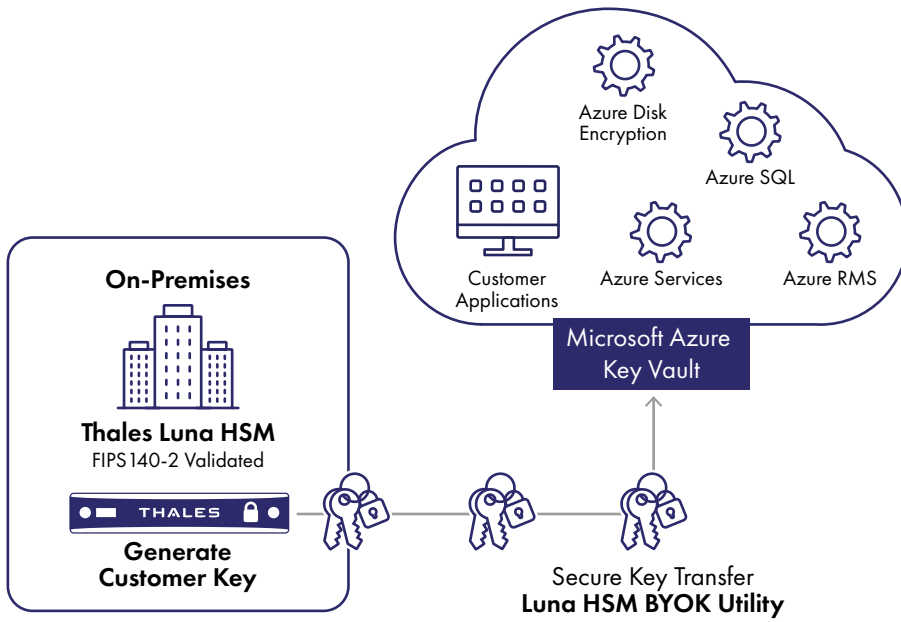 Azure Disk
Encryption
Azure SQL
Customer
Applications
Azure Services
Azure RMS
Microsoft Azure
Key Vault
On-Premises
Thales Luna HSM
FIPS140-2 Validated
THALES
Generate
Customer Key
Secure Key Transfer
Luna HSM BYOK Utility